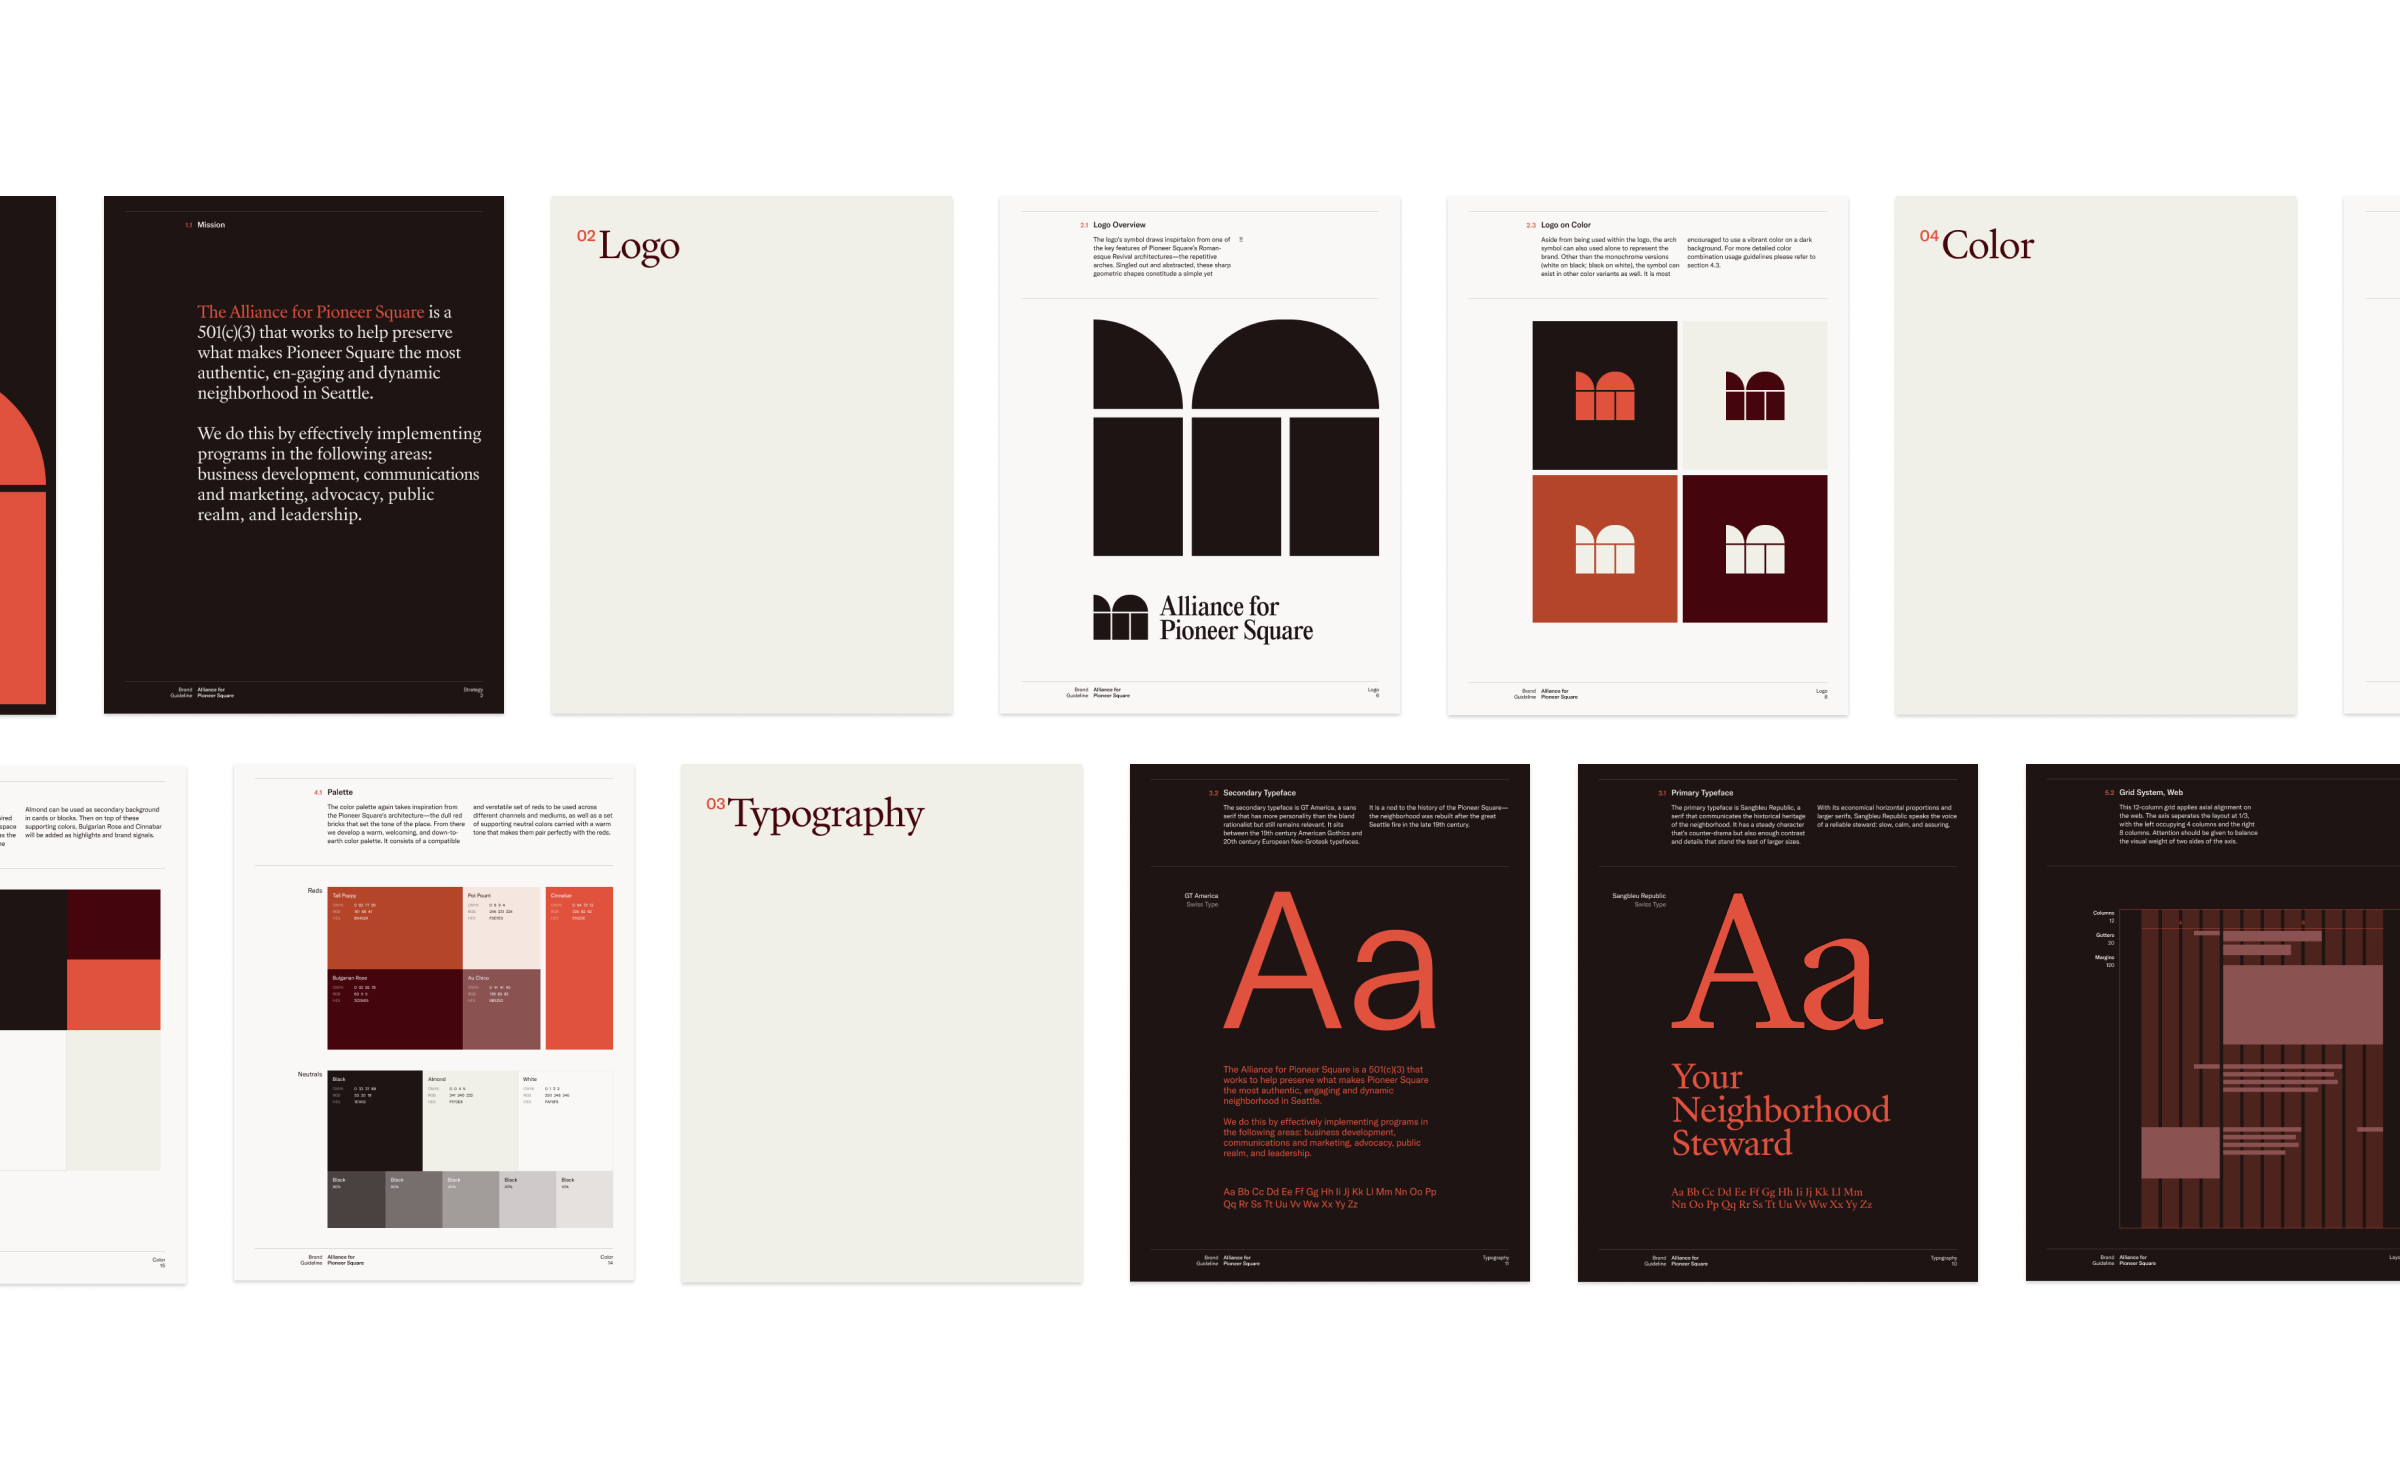 1.1 Mission
The Alliance for Pioneer Square is a
501(c)(3) that works to help preserve
what makes Pioneer Square the most
authentic, en-gaging and dynamic
neighborhood in Seattle.
We do this by effectively implementing
programs in the following areas:
business development, communications
and marketing, advocacy, public
realm, and leadership.
Brand Alliance for Strategy
Guideline Pioneer Square 2
02 Logo
2.1 Logo Overview
The logo's symbol draws inspirtaion from one of
the key features of Pioneer Square's Roman-
esque Revival architectures—the repetitive
arches. Singled out and abstracted, these sharp
geometric shapes constitute a simple yet
Alliance for
Pioneer Square
Brand Alliance for Logo
Guideline Pioneer Square 6
2.3 Logo on Color
Aside from being used within the logo, the arch
symbol can also used alone to represent the
brand. Other than the monochrome versions
(white on black; black on white), the symbol can
exist in other color variants as well. It is most
encouraged to use a vibrant color on a dark
background. For more detailed color
combination usage guidelines please refer to
section 4.3.
Brand Alliance for Logo
Guideline Pioneer Square 8
04 Color
Almond can be used as secondary background
in cards or blocks. Then on top of these
supporting colors, Bulgarian Rose and Cinnabar
will be added as highlights and brand signals.
Color
15
4.1 Palette
The color palette again takes inspiration from
the Pioneer Square's architecture—the dull red
bricks that set the tone of the place. From there
we develop a warm, welcoming, and down-to-
earth color palette. It consists of a compatible
and verstatile set of reds to be used across
different channels and mediums, as well as a set
of supporting neutral colors carried with a warm
tone that makes them pair perfectly with the reds.
Reds
Tall Poppy
Pot Pourri
Cinnabar
Bulgarian Rose
Au Chico
Neutrals
Black
Almond
White
Black
Black
Black
Black
Black
Brand Alliance for Color
Guideline Pioneer Square 14
03 Typography
3.2 Secondary Typeface
The secondary typeface is GT America, a sans
serif that has more personality than the bland
rationalist but still remains relevant. It sits
between the 19th century American Gothics and
20th century European Neo-Grotesk typefaces.
It is a nod to the history of the Pioneer Square—
the neighborhood was rebuilt after the great
Seattle fire in the late 19th century.
GT America
Swiss Type
Aa
The Alliance for Pioneer Square is a 501(c)(3) that
works to help preserve what makes Pioneer Square
the most authentic, engaging and dynamic
neighborhood in Seattle.
We do this by effectively implementing programs in
the following areas: business development,
communications and marketing, advocacy, public
realm, and leadership.
Aa Bb Cc Dd Ee Ff Gg Hh Ii Jj Kk Ll Mm Nn Oo Pp
Qq Rr Ss Tt Uu Vv Ww Xx Yy Zz
Brand Alliance for Typography
Guideline Pioneer Square 11
3.1 Primary Typeface
The primary typeface is Sangbleu Republic, a
serif that communicates the historical heritage
of the neighborhood. It has a steady character
that's counter-drama but also enough contrast
and details that stand the test of larger sizes.
With its economical horizontal proportions and
larger serifs, Sangbleu Republic speaks the voice
of a reliable steward: slow, calm, and assuring.
Sangbleu Republic
Swiss Type
Aa
Your
Neighborhood
Steward
Aa Bb Cc Dd Ee Ff Gg Hh Ii Jj Kk Ll Mm
Nn Oo Pp Qq Rr Ss Tt Uu Vv Ww Xx Yy Zz
Brand Alliance for Typography
Guideline Pioneer Square 10
5.2 Grid System, Web
This 12-column grid applies axial alignment on
the web. The axis seperates the layout at 1/3,
with the left occupying 4 columns and the right
8 columns. Attention should be given to balance
the visual weight of two sides of the axis.
Columns
12
Gutters
20
Margins
120
Brand Alliance for
Guideline Pioneer Square